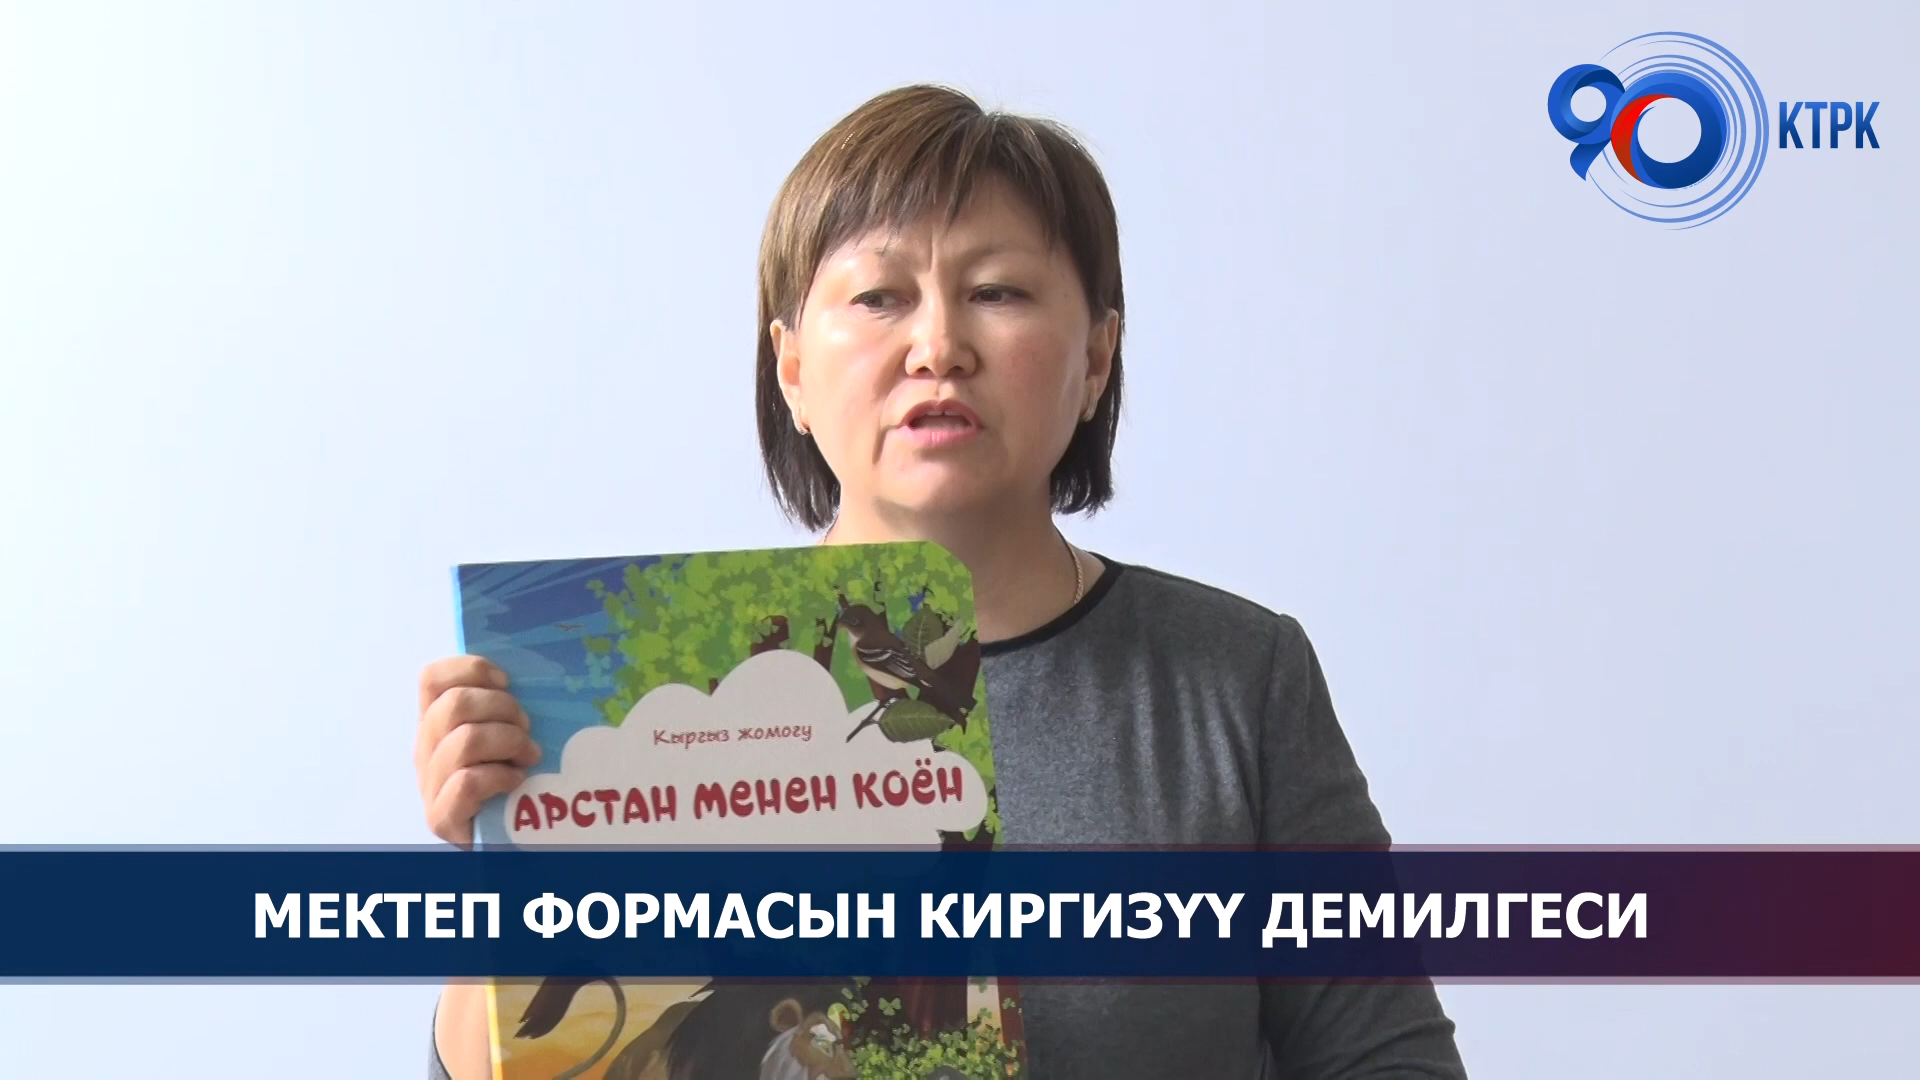 90 КТРК
Кыргыз жомогу
АРСТАН МЕНЕН КОЁН
МЕКТЕП ФОРМАСЫН КИРГИЗҮҮ ДЕМИЛГЕСИ